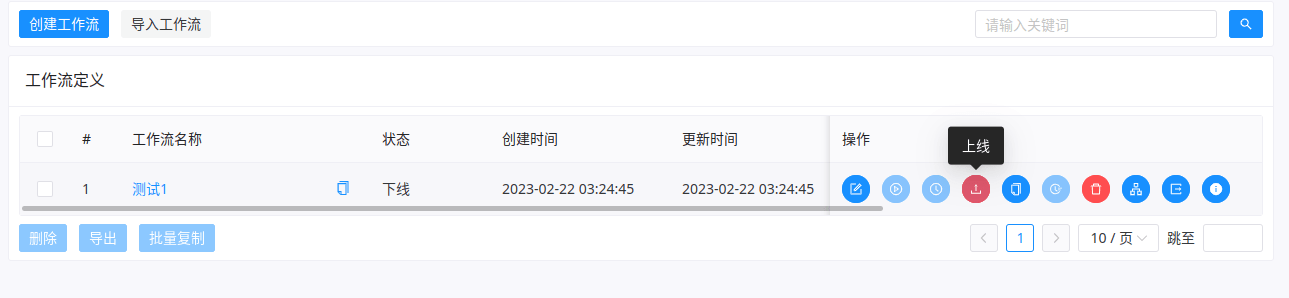 创建工作流 导入工作流 请输入关键词
工作流定义
# 工作流名称 状态 创建时间 更新时间 操作
上线
1 测试1 下线 2023-02-22 03:24:45 2023-02-22 03:24:45
删除 导出 批量复制 1 10 / 页 跳至